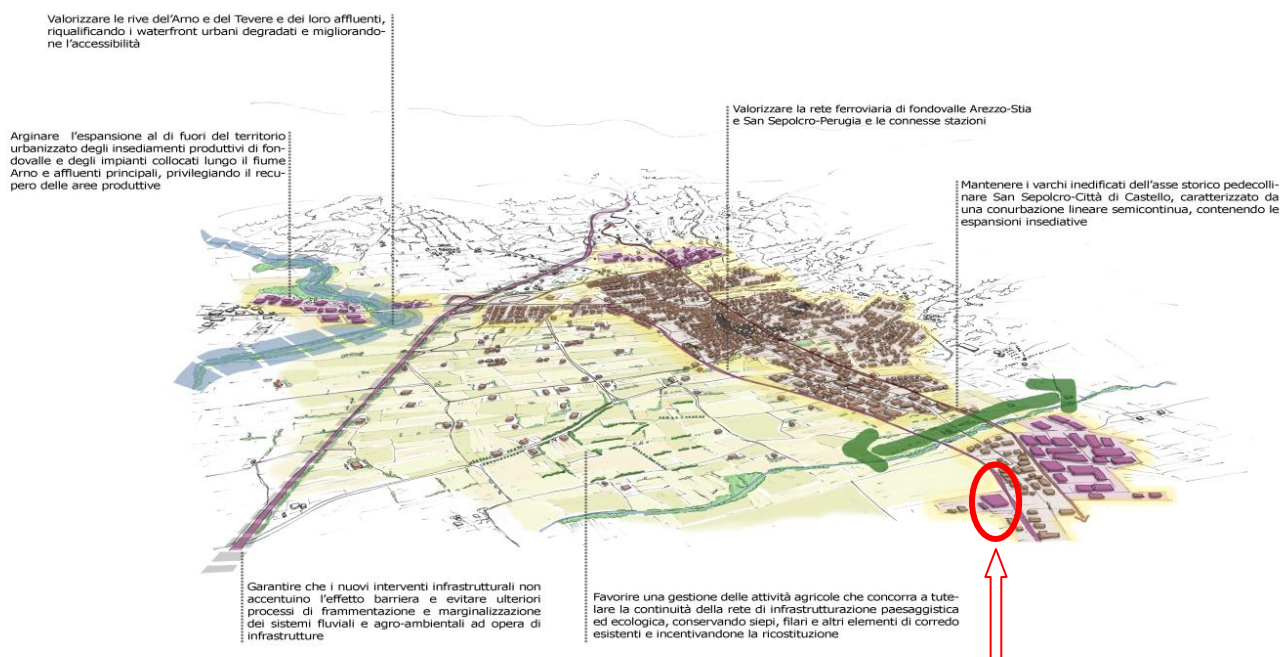 Valorizzare le rive del'Arno e del Tevere e dei loro affluenti,
riqualificando i waterfront urbani degradati e migliorando-
ne l'accessibilità
Valorizzare la rete ferroviaria di fondovalle Arezzo-Stia
e San Sepolcro-Perugia e le connesse stazioni
Arginare l'espansione al di fuori del territorio
urbanizzato degli insediamenti produttivi di fon-
dovalle e degli impianti collocati lungo il fiume
Arno e affluenti principali, privilegiando il recu-
pero delle aree produttive
Mantenere i varchi inedificati dell'asse storico pedecolli-
nare San Sepolcro-Città di Castello, caratterizzato da
una conurbazione lineare semicontinua, contenendo le
espansioni insediative
Garantire che i nuovi interventi infrastrutturali non
accentuino l'effetto barriera e evitare ulteriori
processi di frammentazione e marginalizzazione
dei sistemi fluviali e agro-ambientali ad opera di
infrastrutture
Favorire una gestione delle attività agricole che concorra a tute-
lare la continuità della rete di infrastrutturazione paesaggistica
ed ecologica, conservando siepi, filari e altri elementi di corredo
esistenti e incentivandone la ricostituzione